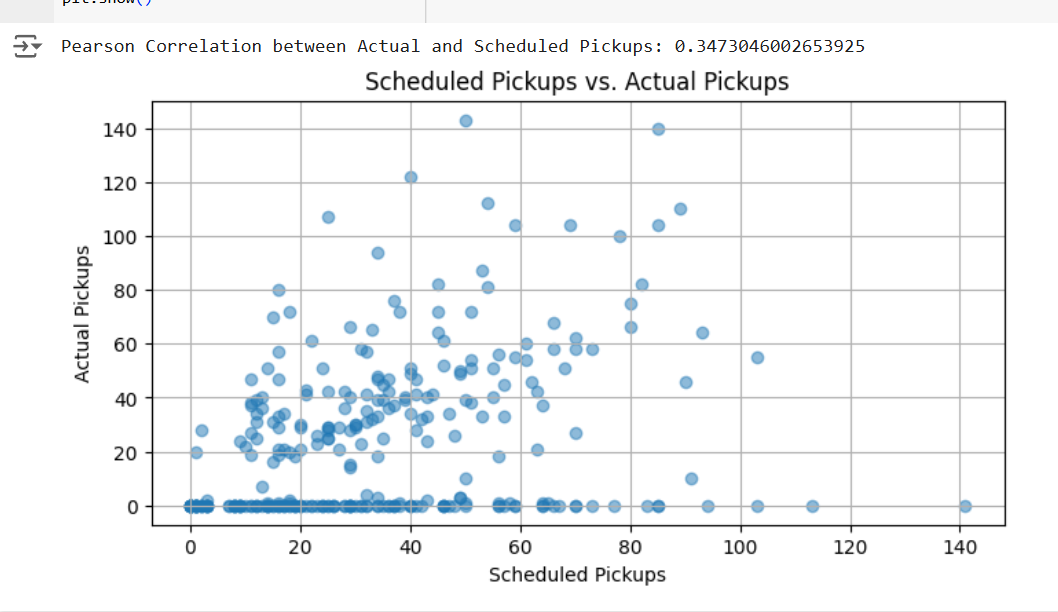 plt.show()
Pearson Correlation between Actual and Scheduled Pickups: 0.3473046002653925
Scheduled Pickups vs. Actual Pickups
140
120
100
80
60
40
20
0
Actual Pickups
0 20 40 60 80 100 120 140
Scheduled Pickups